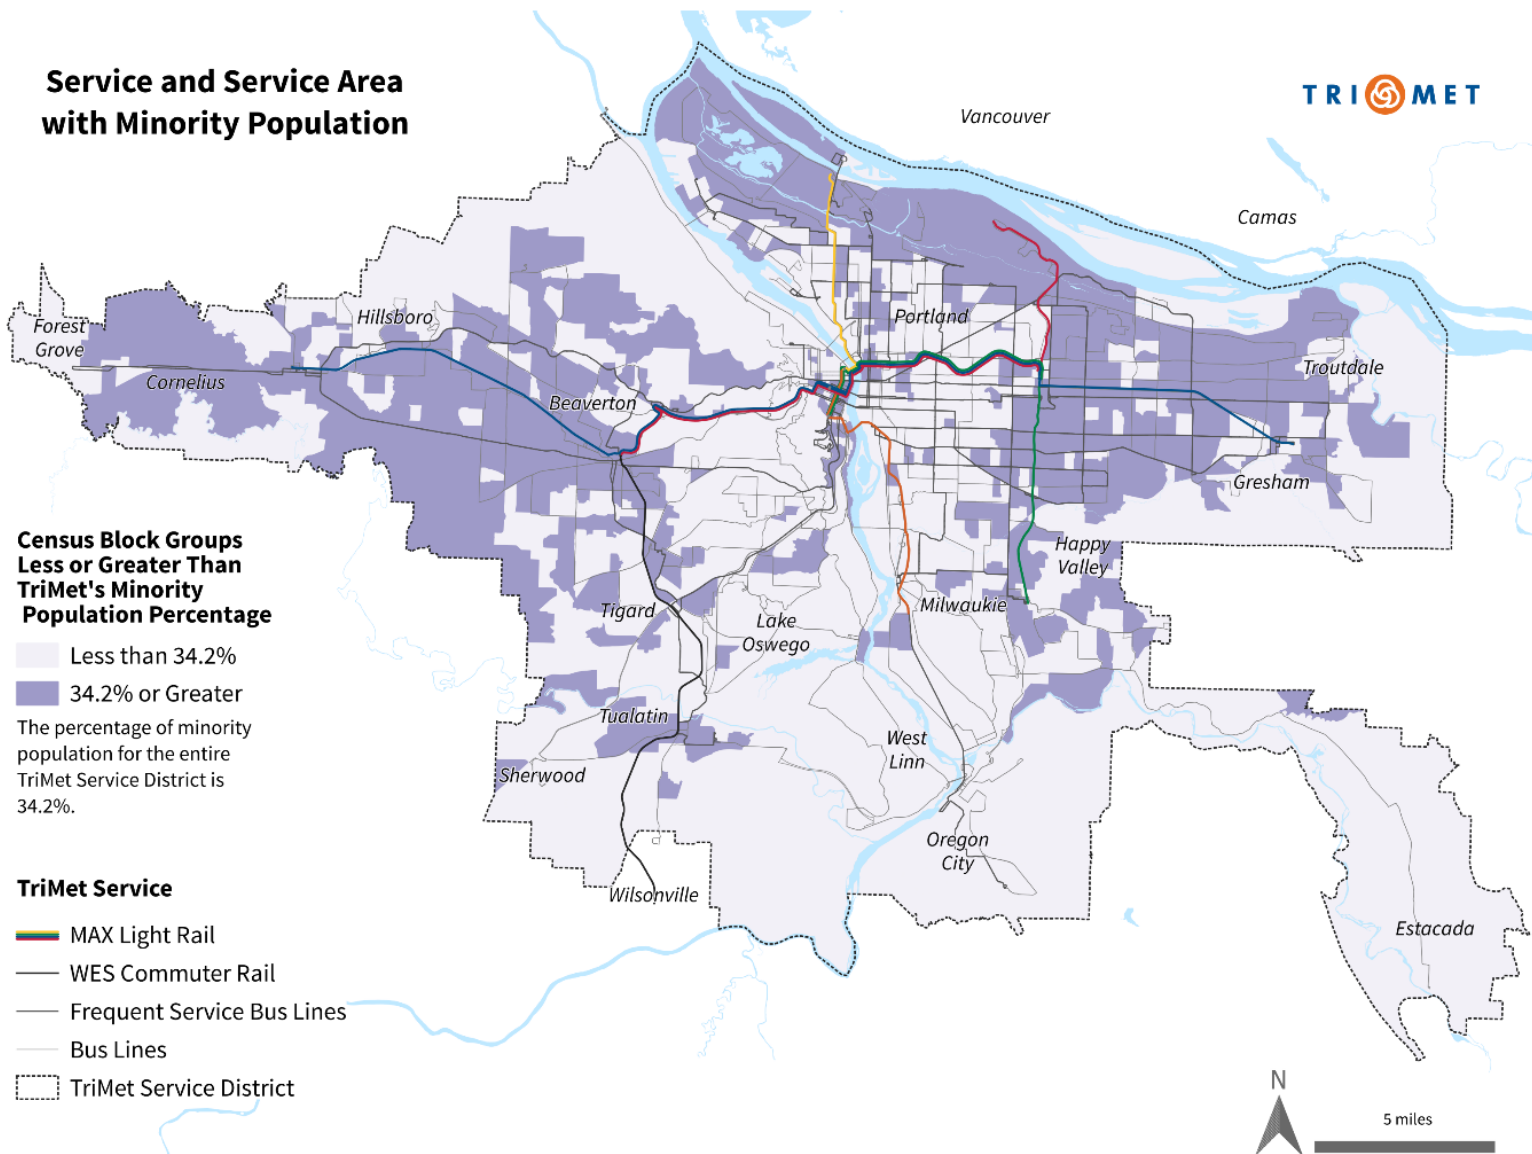 Service and Service Area
with Minority Population
TRIMET
Vancouver
Camas
Portland
Forest
Grove
Hillsboro
Cornelius
Beaverton
Troutdale
Gresham
Happy
Valley
Tigard
Milwaukie
Lake
Oswego
Tualatin
West
Linn
Sherwood
Oregon
City
Wilsonville
Estacada
Census Block Groups
Less or Greater Than
TriMet's Minority
Population Percentage
Less than 34.2%
34.2% or Greater
The percentage of minority
population for the entire
TriMet Service District is
34.2%.
TriMet Service
MAX Light Rail
WES Commuter Rail
Frequent Service Bus Lines
Bus Lines
TriMet Service District
N
5 miles